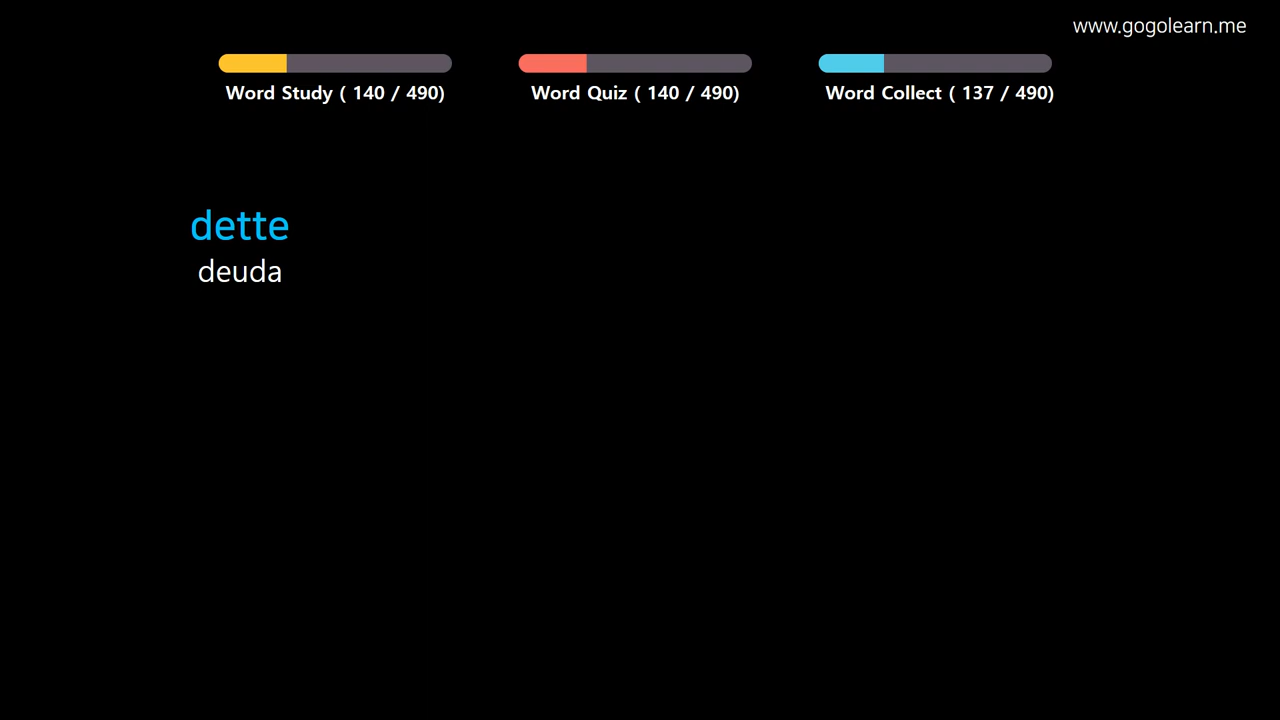 www.gogolearn.me
Word Study ( 140 / 490)
Word Quiz ( 140 / 490)
Word Collect ( 137 / 490)
dette
deuda